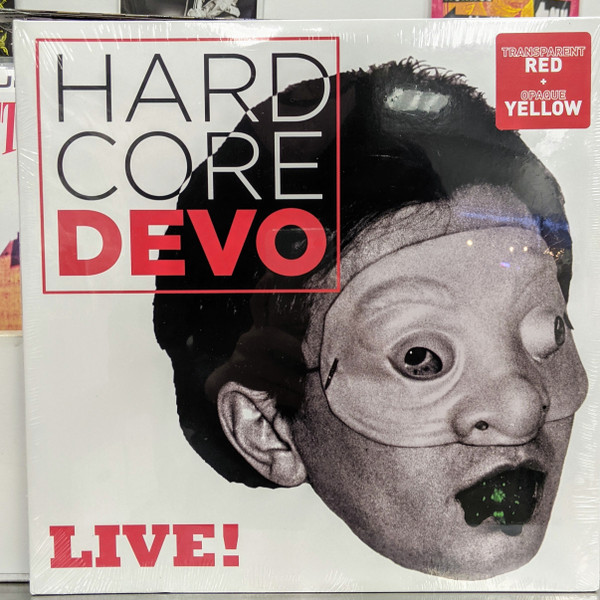 HARD
CORE
DEVO
TRANSPARENT
RED
+
OPAQUE
YELLOW
LIVE!